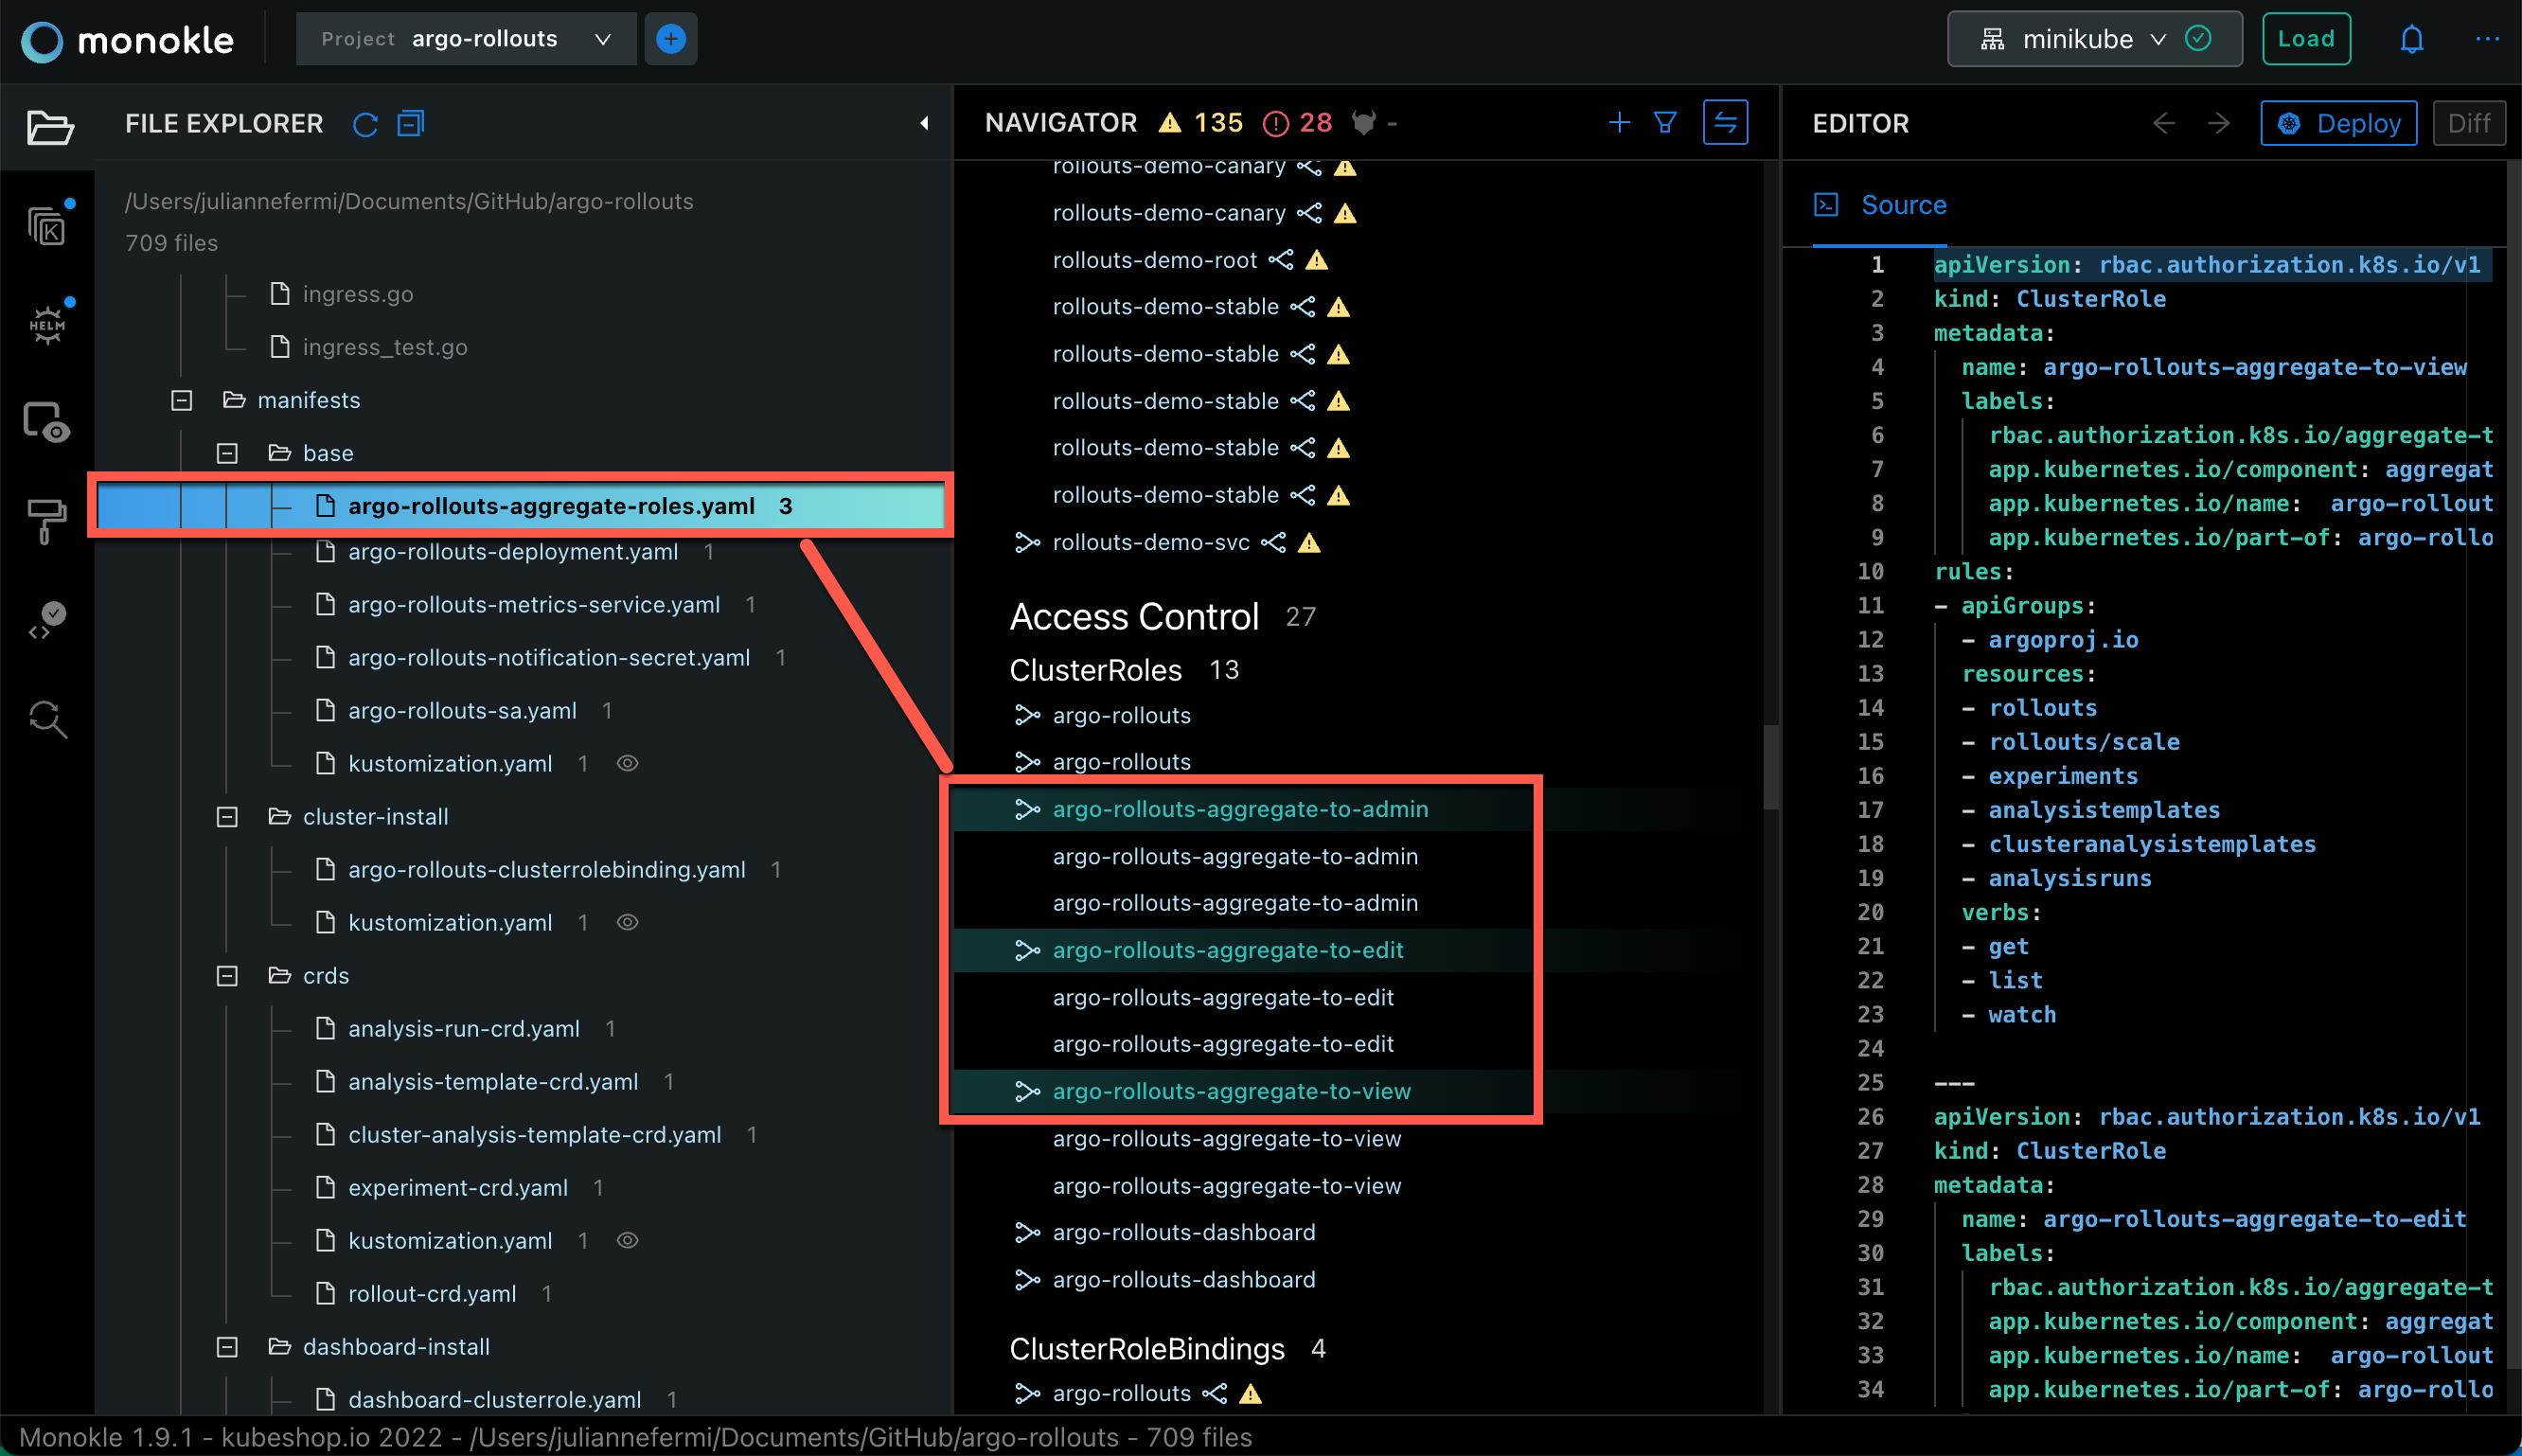 monokle
Project argo-rollouts
minikube
Load
FILE EXPLORER
/Users/juliannefermi/Documents/GitHub/argo-rollouts
709 files
ingress.go
ingress_test.go
manifests
base
argo-rollouts-aggregate-roles.yaml 3
argo-rollouts-deployment.yaml 1
argo-rollouts-metrics-service.yaml 1
argo-rollouts-notification-secret.yaml 1
argo-rollouts-sa.yaml 1
kustomization.yaml 1
cluster-install
argo-rollouts-clusterrolebinding.yaml 1
kustomization.yaml 1
crds
analysis-run-crd.yaml 1
analysis-template-crd.yaml 1
cluster-analysis-template-crd.yaml 1
experiment-crd.yaml 1
kustomization.yaml 1
rollout-crd.yaml 1
dashboard-install
dashboard-clusterrole.yaml 1
K
HELM
NAVIGATOR 135 28 -
rollouts-demo-canary
rollouts-demo-canary
rollouts-demo-root
rollouts-demo-stable
rollouts-demo-stable
rollouts-demo-stable
rollouts-demo-stable
rollouts-demo-stable
rollouts-demo-svc
Access Control 27
ClusterRoles 13
argo-rollouts
argo-rollouts
argo-rollouts-aggregate-to-admin
argo-rollouts-aggregate-to-admin
argo-rollouts-aggregate-to-admin
argo-rollouts-aggregate-to-edit
argo-rollouts-aggregate-to-edit
argo-rollouts-aggregate-to-edit
argo-rollouts-aggregate-to-view
argo-rollouts-aggregate-to-view
argo-rollouts-aggregate-to-view
argo-rollouts-dashboard
argo-rollouts-dashboard
ClusterRoleBindings 4
argo-rollouts
EDITOR
Deploy
Diff
Source
1 apiVersion: rbac.authorization.k8s.io/v1
2 kind: ClusterRole
3 metadata:
4 name: argo-rollouts-aggregate-to-view
5 labels:
6 rbac.authorization.k8s.io/aggregate-t
7 app.kubernetes.io/component: aggregat
8 app.kubernetes.io/name: argo-rollout
9 app.kubernetes.io/part-of: argo-rollo
10 rules:
11 - apiGroups:
12 - argoproj.io
13 resources:
14 - rollouts
15 - rollouts/scale
16 - experiments
17 - analysistemplates
18 - clusteranalysistemplates
19 - analysisruns
20 verbs:
21 - get
22 - list
23 - watch
24
25 ---
26 apiVersion: rbac.authorization.k8s.io/v1
27 kind: ClusterRole
28 metadata:
29 name: argo-rollouts-aggregate-to-edit
30 labels:
31 rbac.authorization.k8s.io/aggregate-t
32 app.kubernetes.io/component: aggregat
33 app.kubernetes.io/name: argo-rollout
34 app.kubernetes.io/part-of: argo-rollo
Monokle 1.9.1 - kubeshop.io 2022 - /Users/juliannefermi/Documents/GitHub/argo-rollouts - 709 files